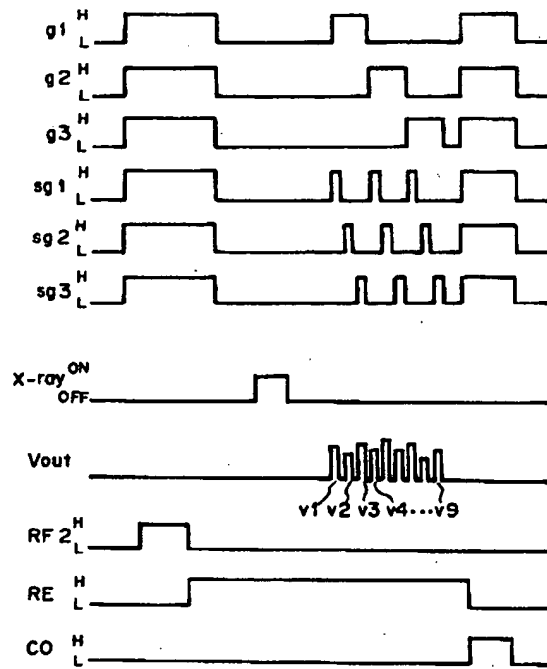 g1 H
L
g2 H
L
g3 H
L
sg1 H
L
sg2 H
L
sg3 H
L
X-ray ON
OFF
Vout
v1 v2 v3 v4...v9
RF2 H
L
RE H
L
CO H
L